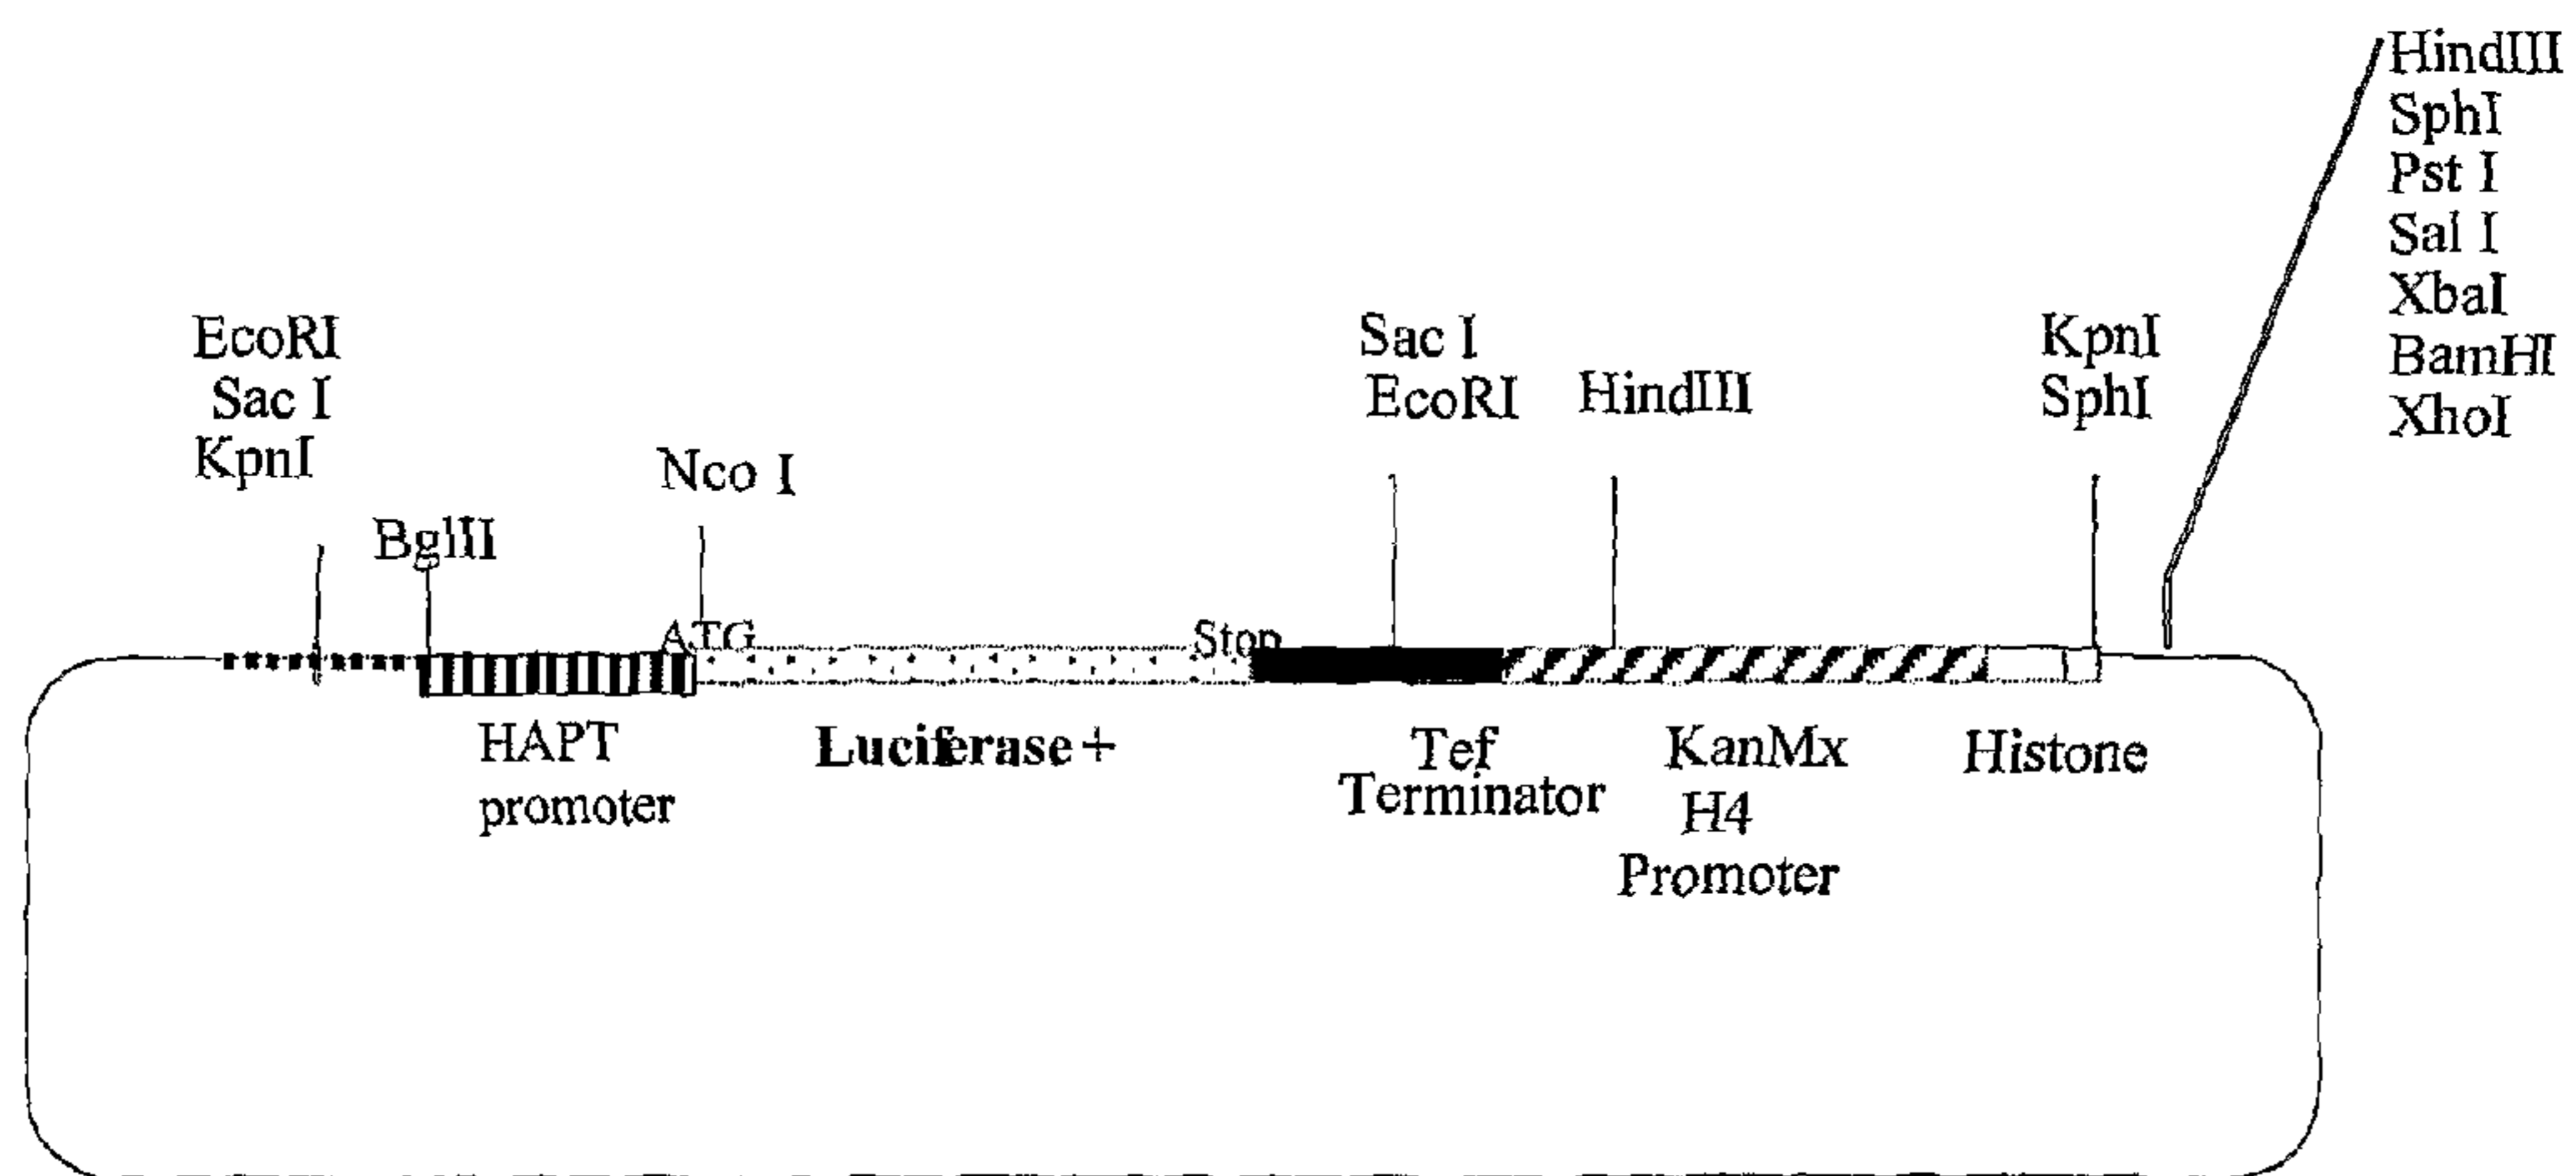 HindIII
SphI
Pst I
Sal I
XbaI
BamHI
XhoI
EcoRI
Sac I
KpnI
BglII
Nco I
Sac I
EcoRI
HindIII
KpnI
SphI
ATG
Stop
HAPT
promoter
Luciferase+
Tef
Terminator
KanMx
H4
Promoter
Histone